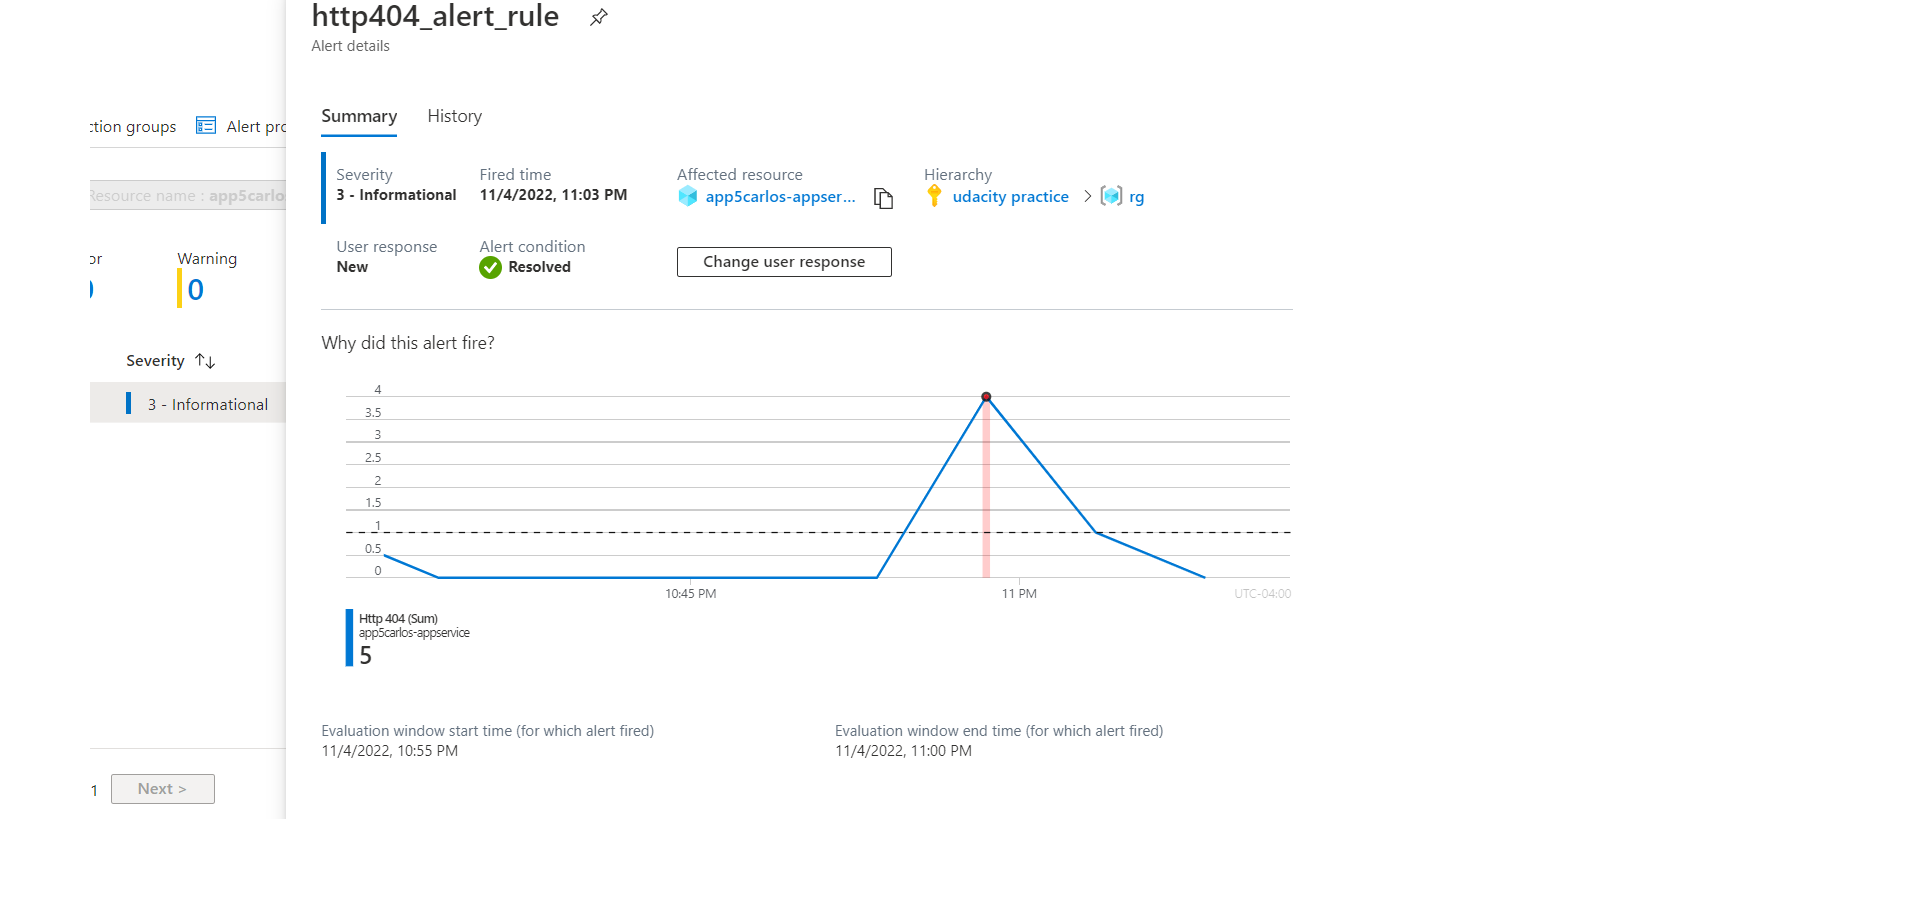 http404_alert_rule
Alert details
ction groups
Alert pro
Summary
History
Resource name : app5carlo
Severity
3 - Informational
Fired time
11/4/2022, 11:03 PM
Affected resource
app5carlos-appser...
Hierarchy
udacity practice > rg
User response
New
Alert condition
Resolved
Change user response
or
Warning
0
Why did this alert fire?
Severity
3 - Informational
4
3.5
3
2.5
2
1.5
1
0.5
0
10:45 PM
11 PM
UTC-04:00
Http 404 (Sum)
app5carlos-appservice
5
Evaluation window start time (for which alert fired)
11/4/2022, 10:55 PM
Evaluation window end time (for which alert fired)
11/4/2022, 11:00 PM
1
Next >